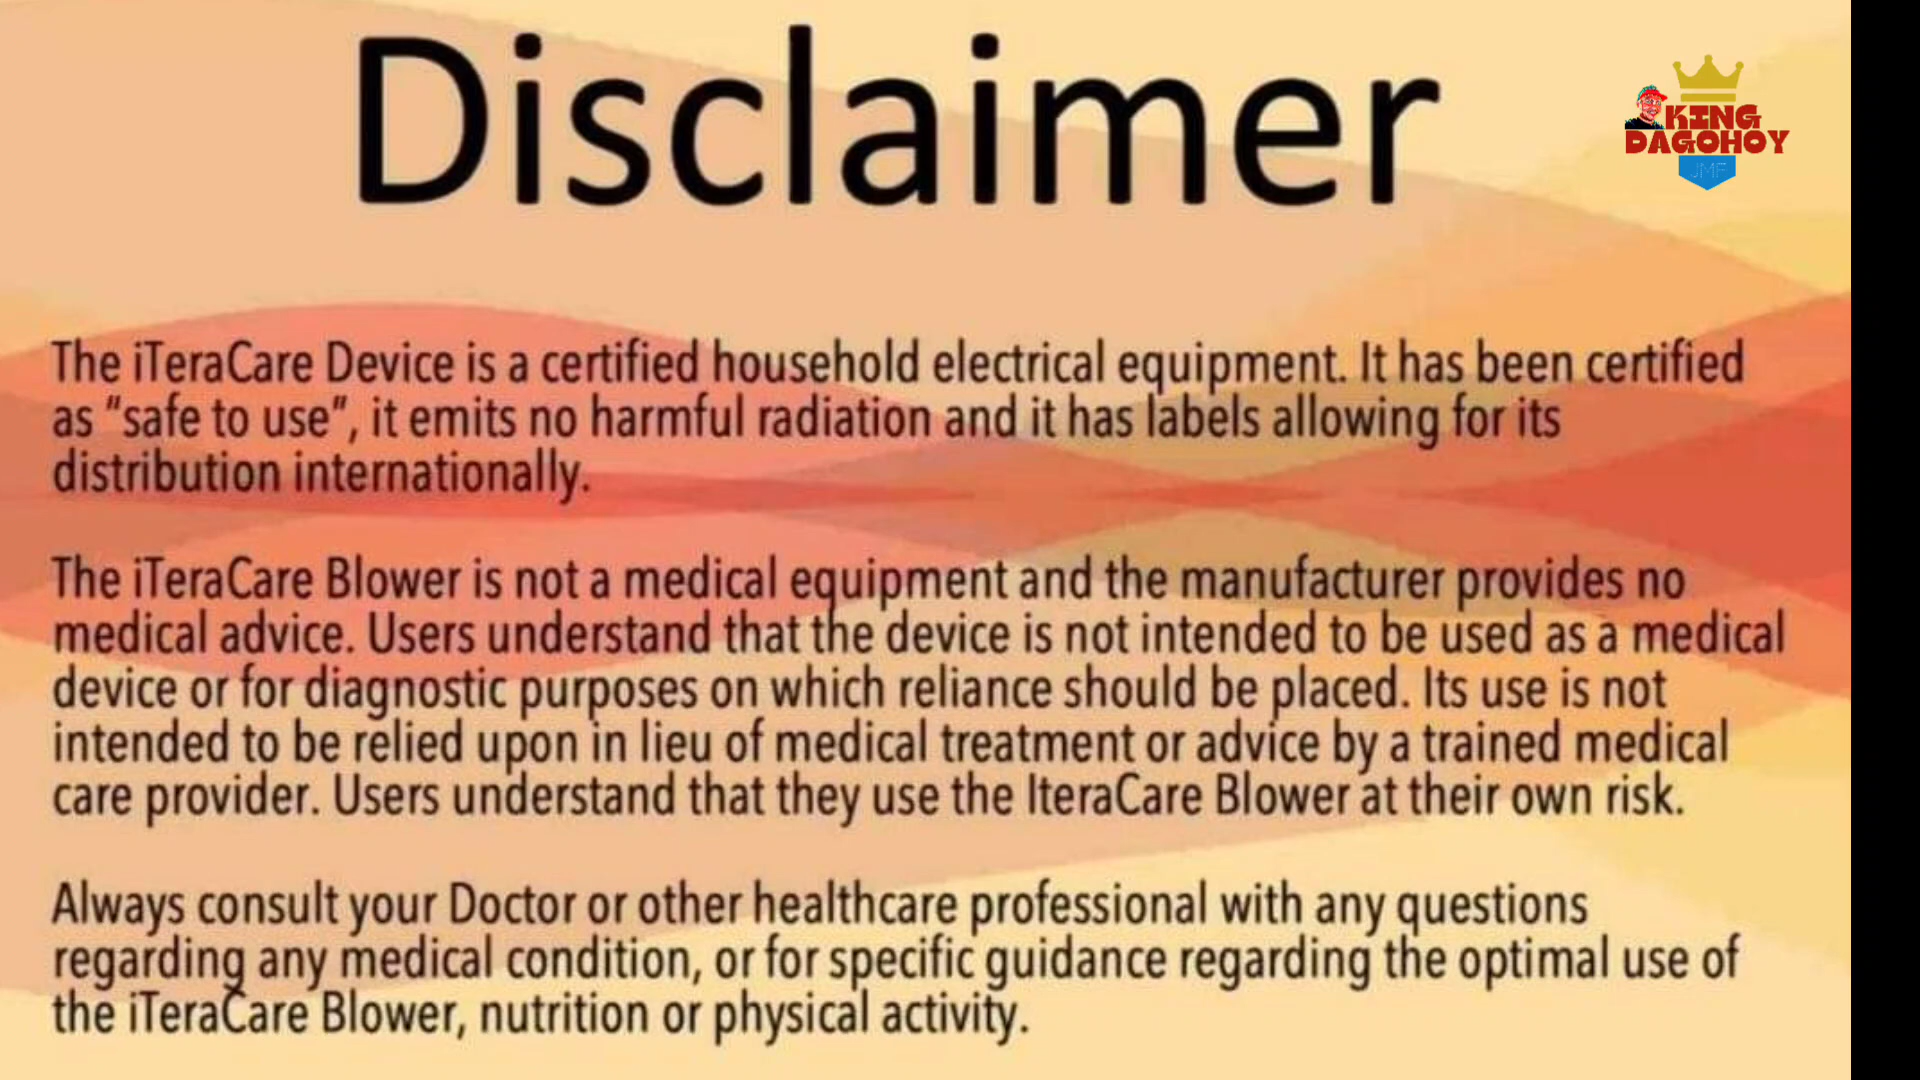 Disclaimer
KING
DAGOHOY
JMF
The iTeraCare Device is a certified household electrical equipment. It has been certified
as “safe to use”, it emits no harmful radiation and it has labels allowing for its
distribution internationally.
The iTeraCare Blower is not a medical equipment and the manufacturer provides no
medical advice. Users understand that the device is not intended to be used as a medical
device or for diagnostic purposes on which reliance should be placed. Its use is not
intended to be relied upon in lieu of medical treatment or advice by a trained medical
care provider. Users understand that they use the IteraCare Blower at their own risk.
Always consult your Doctor or other healthcare professional with any questions
regarding any medical condition, or for specific guidance regarding the optimal use of
the iTeraCare Blower, nutrition or physical activity.